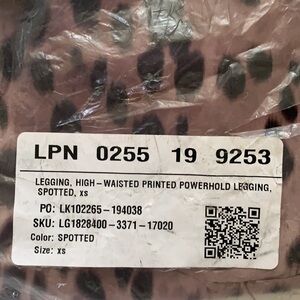 LPN 0255 19 9253
LEGGING, HIGH-WAISTED PRINTED POWERHOLD LEGGING,
SPOTTED, xs
PO: LK102265-194038
SKU: LG1828400-3371-17020
Color: SPOTTED
Size: xs